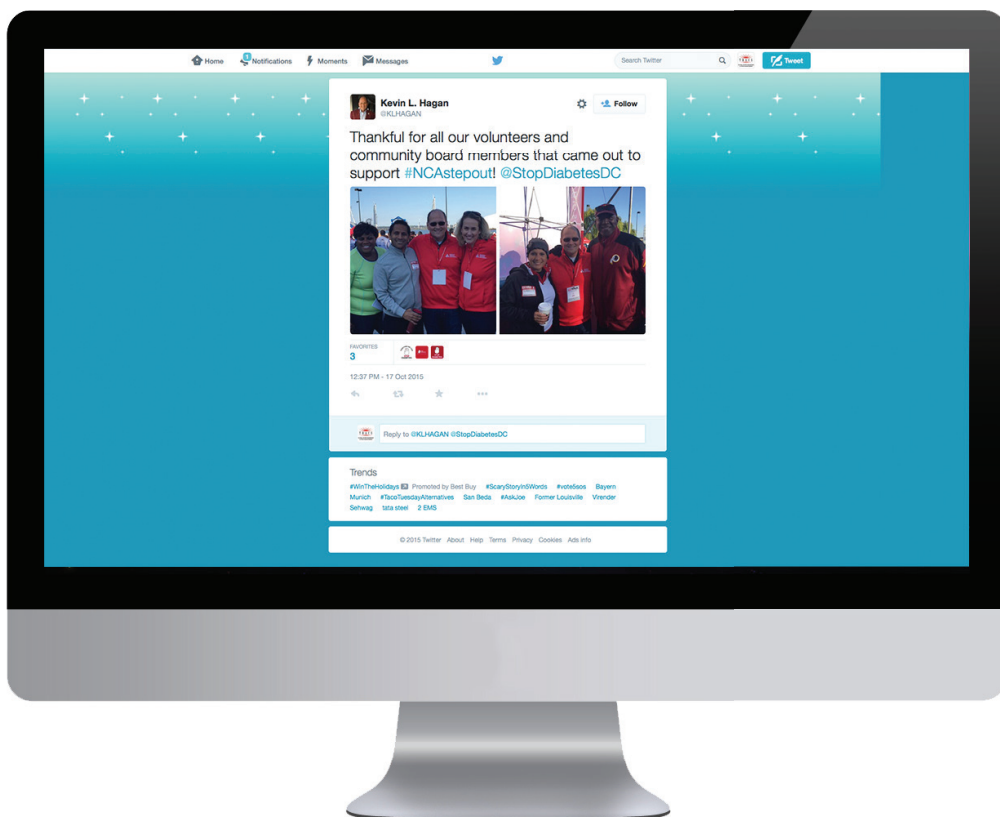 Home 1 Notifications Moments Messages Search Twitter Tweet
Kevin L. Hagan Follow
@KLHAGAN
Thankful for all our volunteers and
community board members that came out to
support #NCAstepout! @StopDiabetesDC
FAVORITES
3
12:37 PM - 17 Oct 2015
Reply to @KLHAGAN @StopDiabetesDC
Trends
#WinTheHolidays Promoted by Best Buy #ScaryStoryIn5Words #vote5sos Bayern
Munich #TacoTuesdayAlternatives San Beda #AskJoe Former Louisville Virender
Sehwag tata steel 2 EMS
© 2015 Twitter About Help Terms Privacy Cookies Ads info